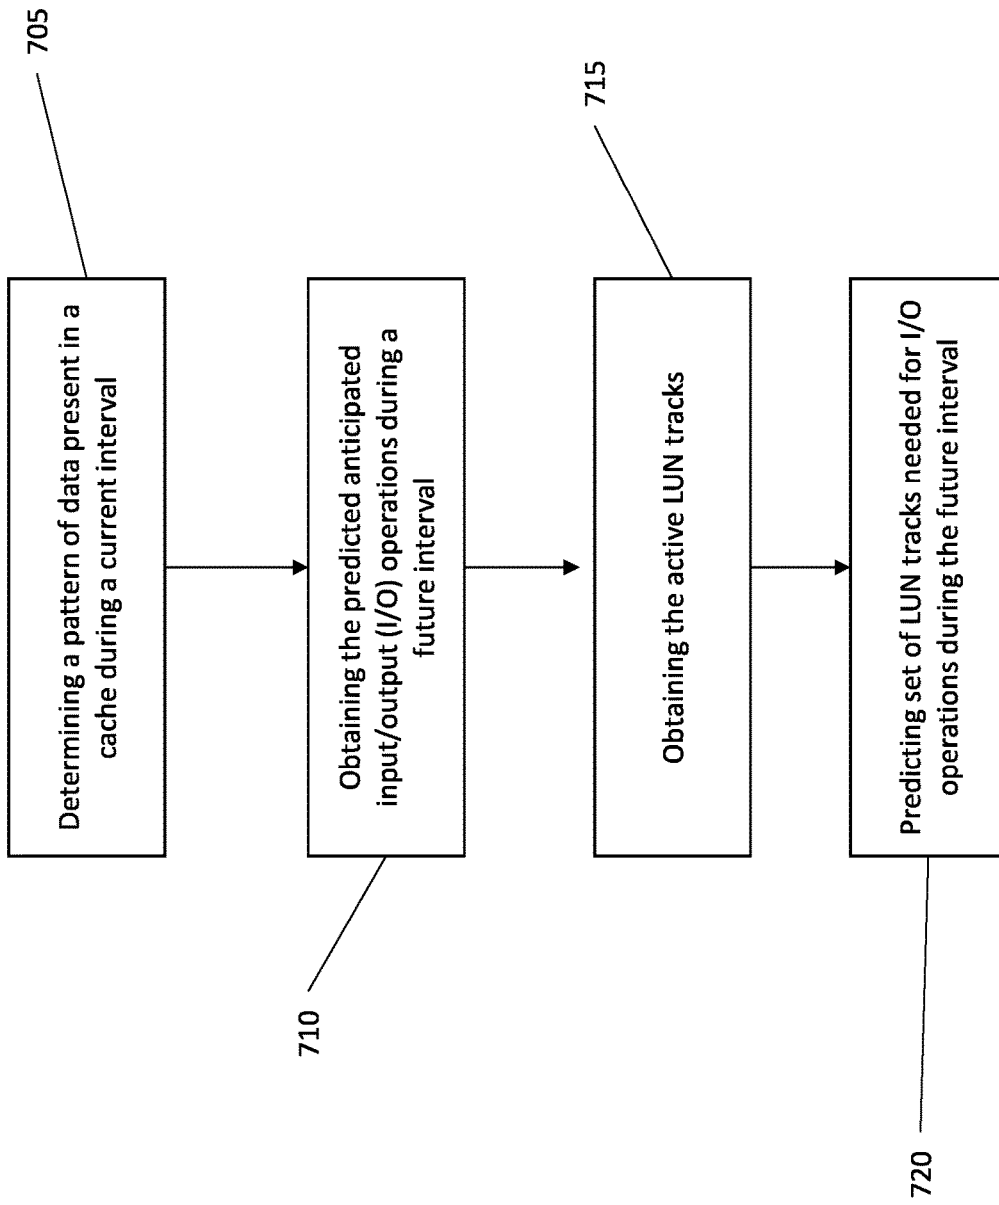 705
Determining a pattern of data present in a
cache during a current interval
710
Obtaining the predicted anticipated
input/output (I/O) operations during a
future interval
715
Obtaining the active LUN tracks
720
Predicting set of LUN tracks needed for I/O
operations during the future interval